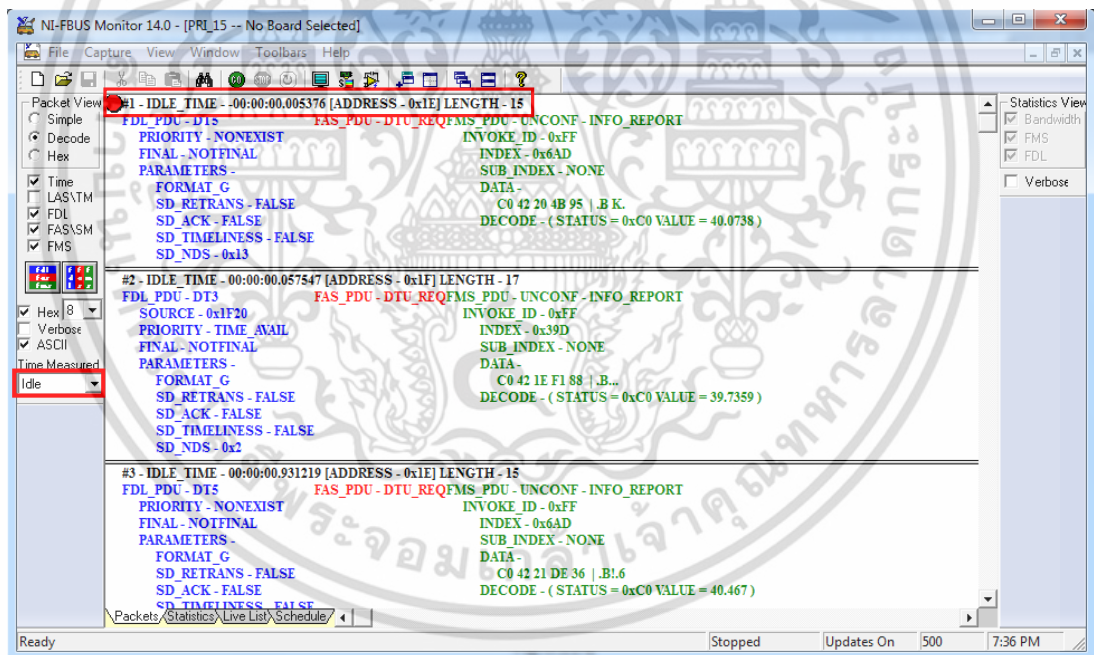 NI-FBUS Monitor 14.0 - [PRI_15 -- No Board Selected]
File Capture View Window Toolbars Help
Packet View
Simple
Decode
Hex
Time
LAS\TM
FDL
FAS\SM
FMS
Hex 8
Verbose
ASCII
Time Measured
Idle
#1 - IDLE_TIME - -00:00:00.005376 [ADDRESS - 0x1E] LENGTH - 15
FDL_PDU - DT5 FAS_PDU - DTU_REQFMS_PDU - UNCONF - INFO_REPORT
PRIORITY - NONEXIST INVOKE_ID - 0xFF
FINAL - NOTFINAL INDEX - 0x6AD
PARAMETERS - SUB_INDEX - NONE
FORMAT_G DATA -
SD_RETRANS - FALSE C0 42 20 4B 95 | .B K.
SD_ACK - FALSE DECODE - ( STATUS = 0xC0 VALUE = 40.0738 )
SD_TIMELINESS - FALSE
SD_NDS - 0x13
#2 - IDLE_TIME - 00:00:00.057547 [ADDRESS - 0x1F] LENGTH - 17
FDL_PDU - DT3 FAS_PDU - DTU_REQFMS_PDU - UNCONF - INFO_REPORT
SOURCE - 0x1F20 INVOKE_ID - 0xFF
PRIORITY - TIME_AVAIL INDEX - 0x39D
FINAL - NOTFINAL SUB_INDEX - NONE
PARAMETERS - DATA -
FORMAT_G C0 42 1E F1 88 | .B...
SD_RETRANS - FALSE DECODE - ( STATUS = 0xC0 VALUE = 39.7359 )
SD_ACK - FALSE
SD_TIMELINESS - FALSE
SD_NDS - 0x2
#3 - IDLE_TIME - 00:00:00.931219 [ADDRESS - 0x1E] LENGTH - 15
FDL_PDU - DT5 FAS_PDU - DTU_REQFMS_PDU - UNCONF - INFO_REPORT
PRIORITY - NONEXIST INVOKE_ID - 0xFF
FINAL - NOTFINAL INDEX - 0x6AD
PARAMETERS - SUB_INDEX - NONE
FORMAT_G DATA -
SD_RETRANS - FALSE C0 42 21 DE 36 | .B!.6
SD_ACK - FALSE DECODE - ( STATUS = 0xC0 VALUE = 40.467 )
SD_TIMELINESS - FALSE
Packets Statistics Live List Schedule
Statistics View
Bandwidth
FMS
FDL
Verbose
Ready Stopped Updates On 500 7:36 PM